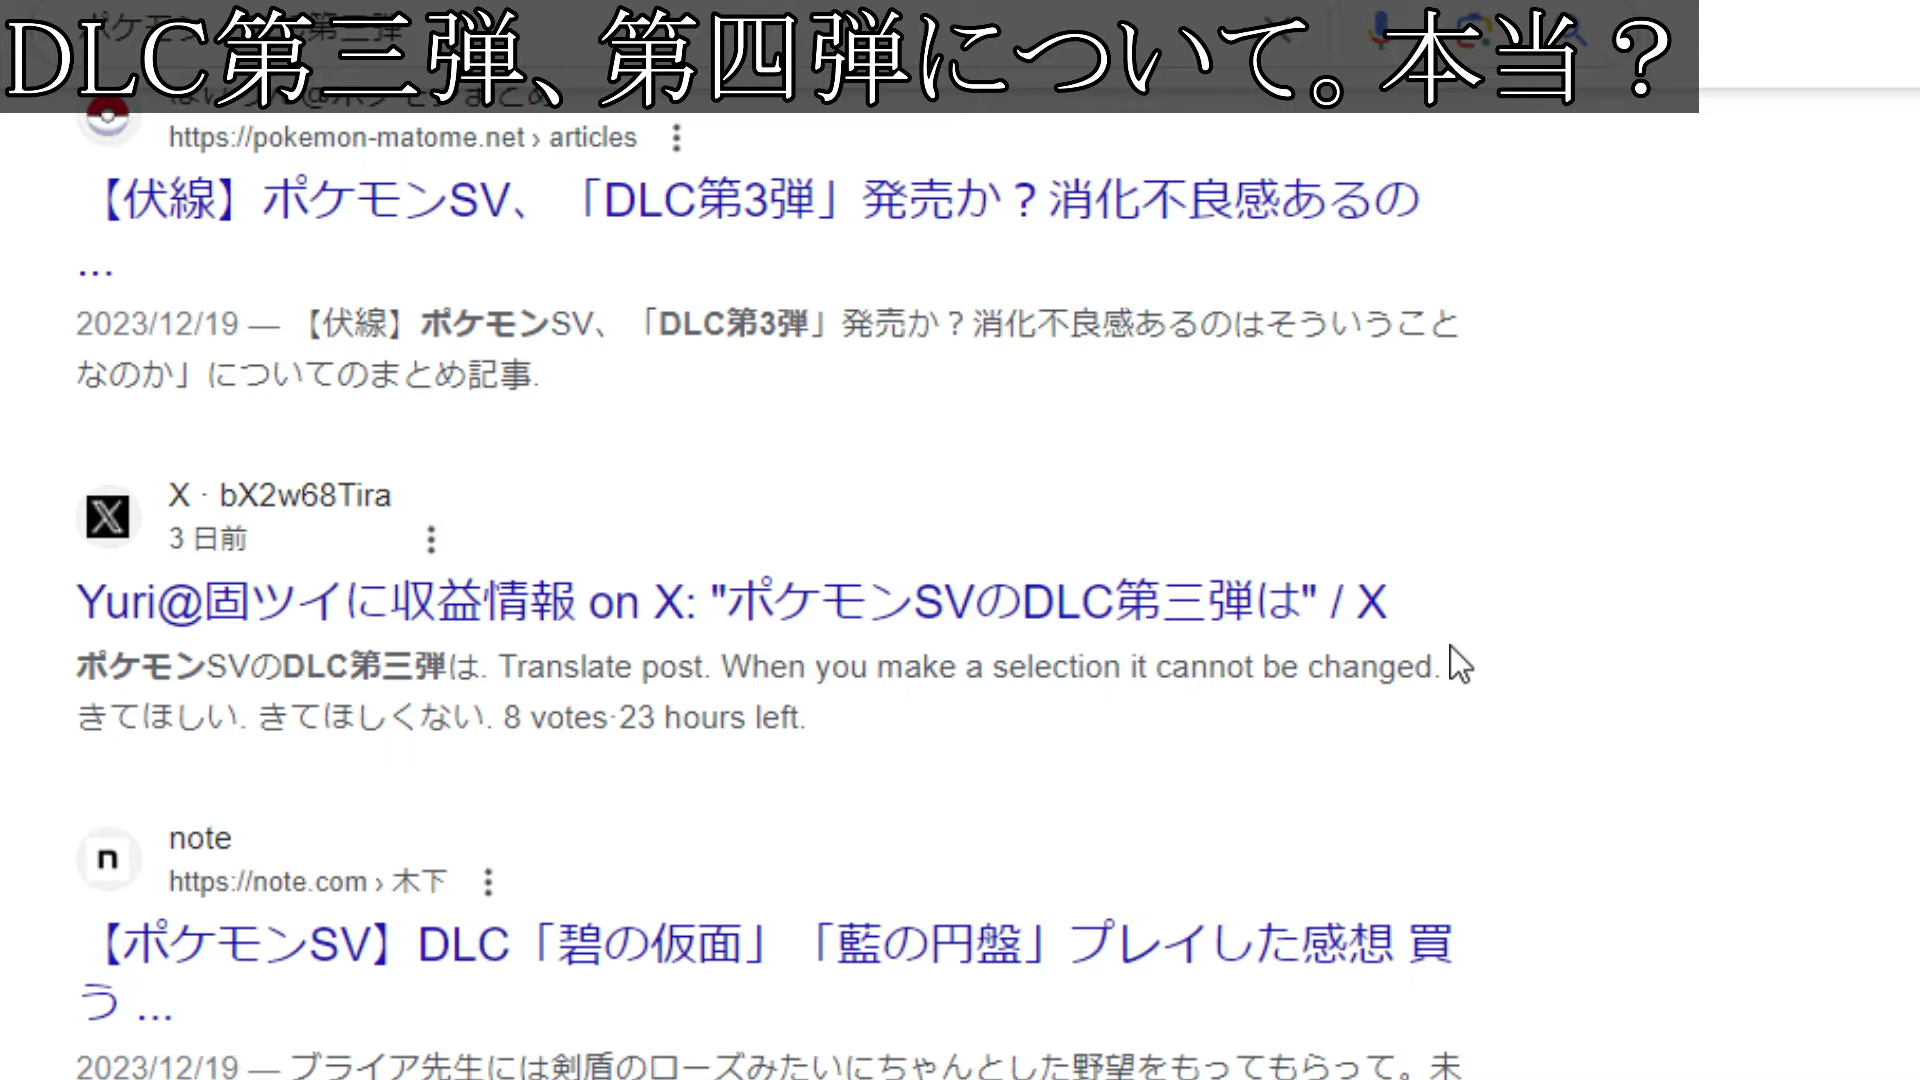 DLC第三弾、第四弾について。本当？
https://pokemon-matome.net › articles
【伏線】ポケモンSV、「DLC第3弾」発売か？消化不良感あるの
...
2023/12/19 — 【伏線】ポケモンSV、「DLC第3弾」発売か？消化不良感あるのはそういうこと
なのか」についてのまとめ記事.
X · bX2w68Tira
3 日前
Yuri@固ツイに収益情報 on X: "ポケモンSVのDLC第三弾は" / X
ポケモンSVのDLC第三弾は. Translate post. When you make a selection it cannot be changed.
きてほしい. きてほしくない. 8 votes·23 hours left.
note
https://note.com › 木下
【ポケモンSV】DLC「碧の仮面」「藍の円盤」プレイした感想 買
う ...
2023/12/19 — ブライア先生には剣盾のローズみたいにちゃんとした野望をもってもらって。未